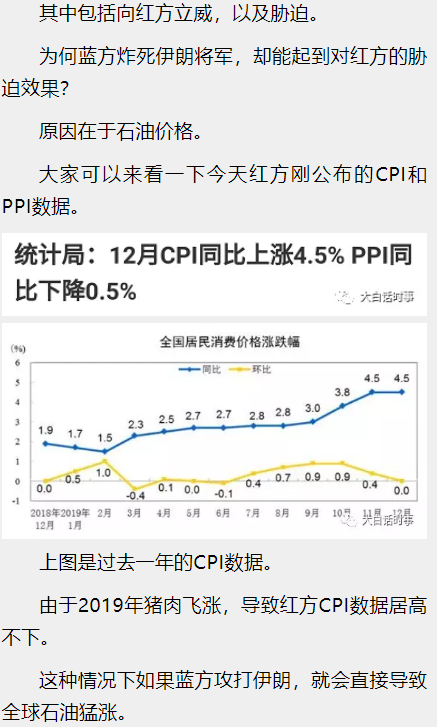 其中包括向红方立威，以及胁迫。
为何蓝方炸死伊朗将军，却能起到对红方的胁
迫效果？
原因在于石油价格。
大家可以来看一下今天红方刚公布的CPI和
PPI数据。
统计局：12月CPI同比上涨4.5% PPI同
比下降0.5%
大白话时事
全国居民消费价格涨跌幅
(%)
同比 环比
6
5
4
3
2
1
0
-1
1.9 1.7 1.5 2.3 2.5 2.7 2.7 2.8 2.8 3.0 3.8 4.5 4.5
0.0 0.5 1.0 -0.4 0.1 0.0 -0.1 0.4 0.7 0.9 0.9 0.4 0.0
2018年 2019年 2月 3月 4月 5月 6月 7月 8月 9月 10月 11月 12月
12月 1月
大白话时事
上图是过去一年的CPI数据。
由于2019年猪肉飞涨，导致红方CPI数据居高
不下。
这种情况下如果蓝方攻打伊朗，就会直接导致
全球石油猛涨。